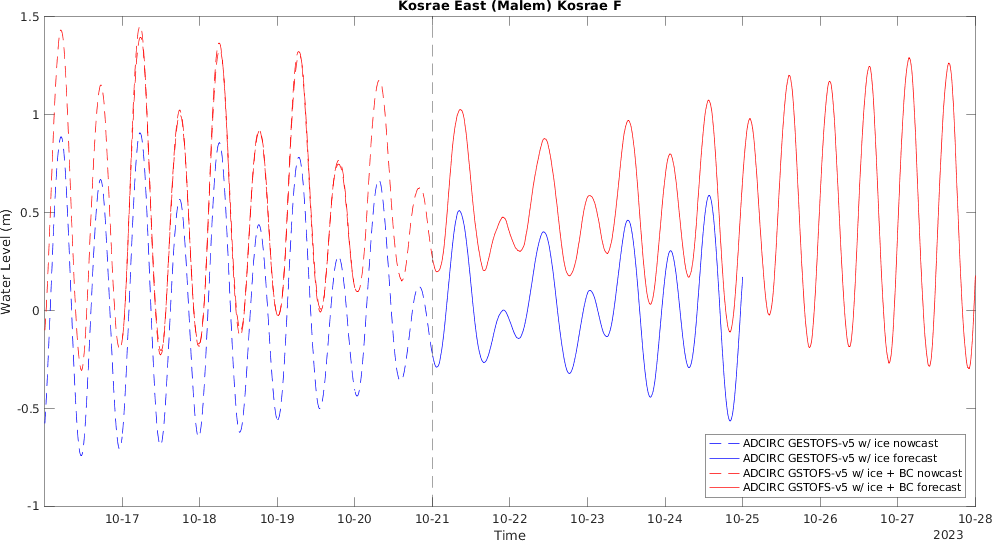 Kosrae East (Malem) Kosrae F
1.5
1
0.5
0
-0.5
-1
Water Level (m)
10-17 10-18 10-19 10-20 10-21 10-22 10-23 10-24 10-25 10-26 10-27 10-28
Time
2023
ADCIRC GESTOFS-v5 w/ ice nowcast
ADCIRC GESTOFS-v5 w/ ice forecast
ADCIRC GSTOFS-v5 w/ ice + BC nowcast
ADCIRC GSTOFS-v5 w/ ice + BC forecast